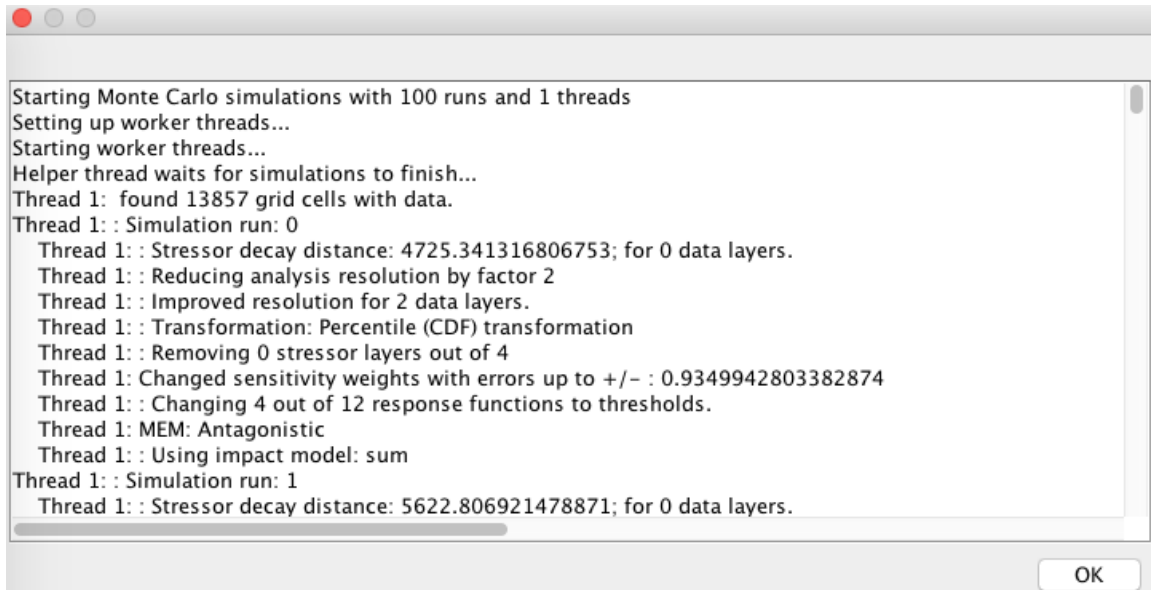 Starting Monte Carlo simulations with 100 runs and 1 threads
Setting up worker threads...
Starting worker threads...
Helper thread waits for simulations to finish...
Thread 1:  found 13857 grid cells with data.
Thread 1: : Simulation run: 0
Thread 1: : Stressor decay distance: 4725.341316806753; for 0 data layers.
Thread 1: : Reducing analysis resolution by factor 2
Thread 1: : Improved resolution for 2 data layers.
Thread 1: : Transformation: Percentile (CDF) transformation
Thread 1: : Removing 0 stressor layers out of 4
Thread 1: Changed sensitivity weights with errors up to +/- : 0.9349942803382874
Thread 1: : Changing 4 out of 12 response functions to thresholds.
Thread 1: MEM: Antagonistic
Thread 1: : Using impact model: sum
Thread 1: : Simulation run: 1
Thread 1: : Stressor decay distance: 5622.806921478871; for 0 data layers.
OK